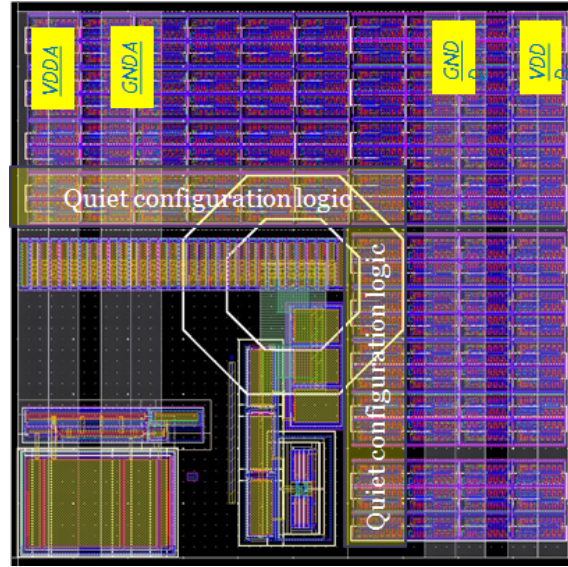 VDDA
GNDA
GND
D
VDD
D
Quiet configuration logic
Quiet configuration logic